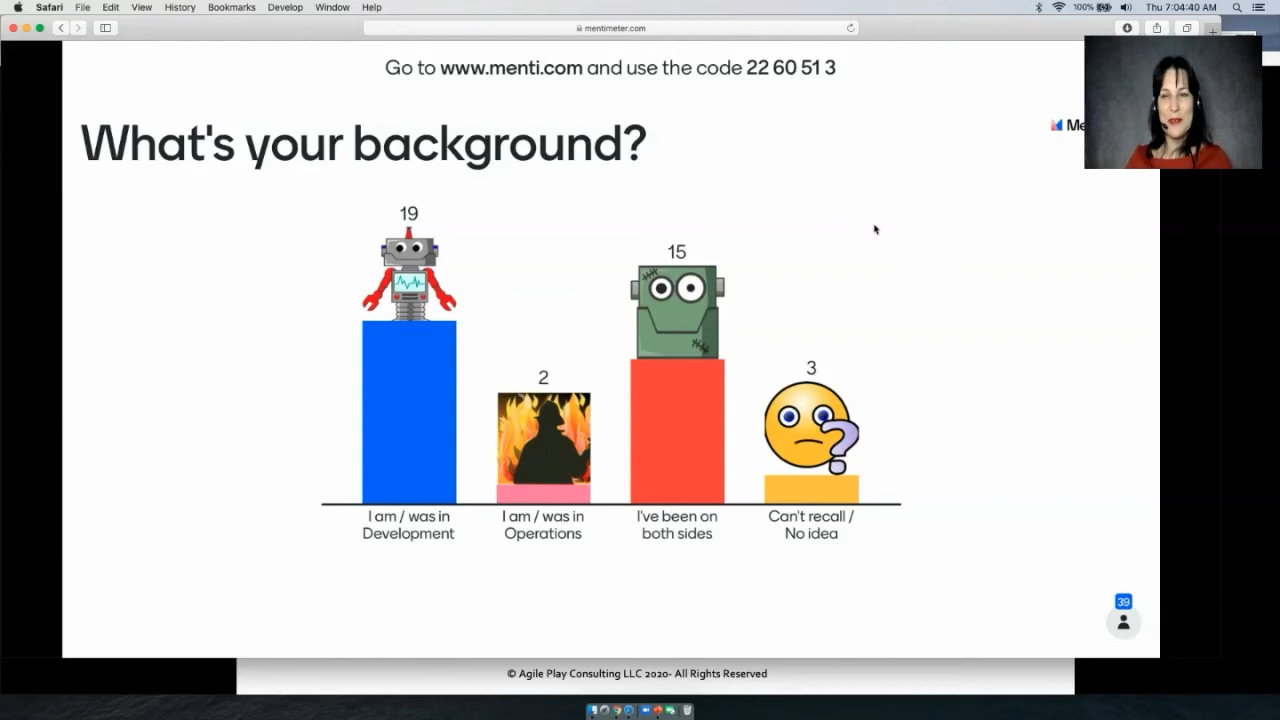 Safari File Edit View History Bookmarks Develop Window Help
100% Thu 7:04:40 AM
mentimeter.com
Go to www.menti.com and use the code 22 60 51 3
What's your background?
Me
19
2
15
3
I am / was in
Development
I am / was in
Operations
I've been on
both sides
Can't recall /
No idea
39
© Agile Play Consulting LLC 2020- All Rights Reserved